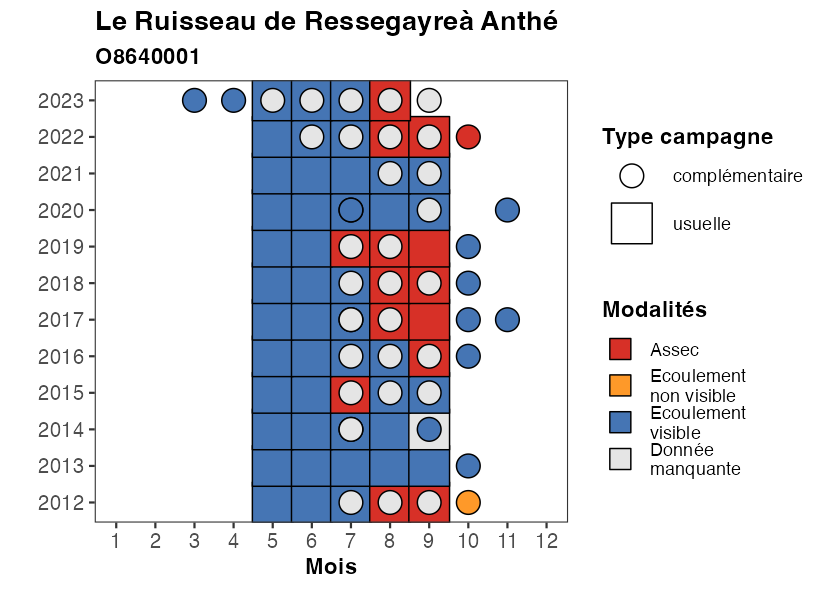 Le Ruisseau de Ressegayreà Anthé
O8640001
2023
2022
2021
2020
2019
2018
2017
2016
2015
2014
2013
2012
1 2 3 4 5 6 7 8 9 10 11 12
Mois
Type campagne
complémentaire
usuelle
Modalités
Assec
Ecoulement
non visible
Ecoulement
visible
Donnée
manquante